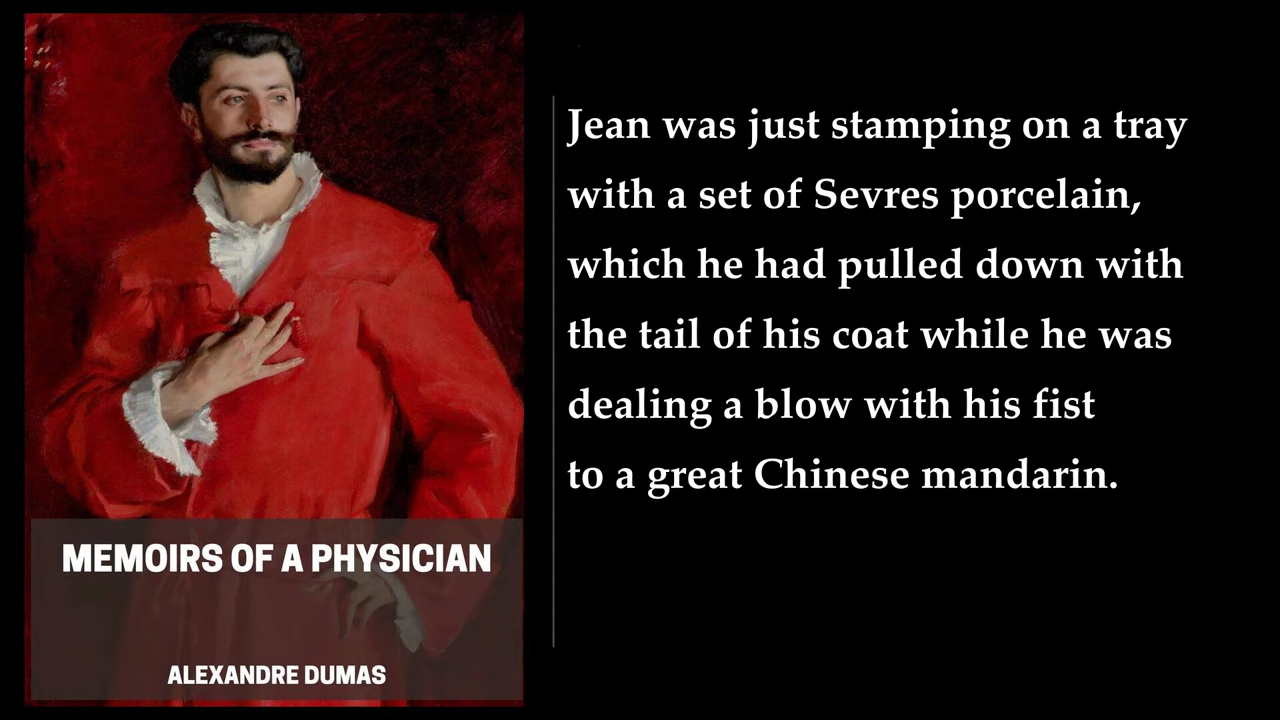 Jean was just stamping on a tray
with a set of Sevres porcelain,
which he had pulled down with
the tail of his coat while he was
dealing a blow with his fist
to a great Chinese mandarin.
MEMOIRS OF A PHYSICIAN
ALEXANDRE DUMAS